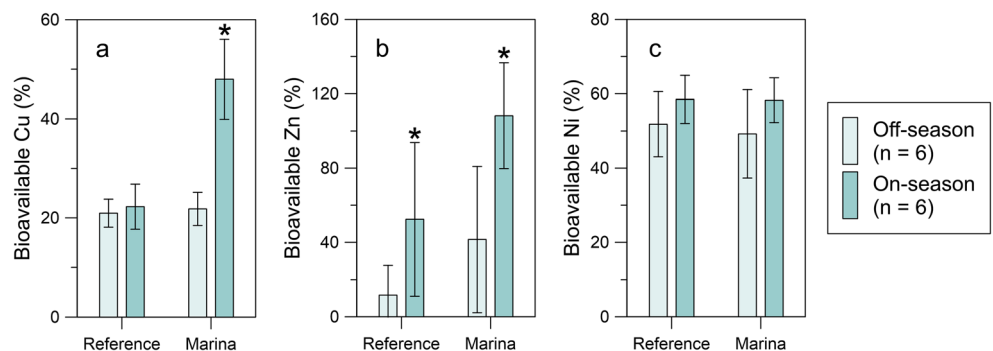 a
Bioavailable Cu (%)
60
40
20
0
*
Reference Marina
b
Bioavailable Zn (%)
160
120
80
40
0
*
*
Reference Marina
c
Bioavailable Ni (%)
80
60
40
20
0
Reference Marina
Off-season
(n = 6)
On-season
(n = 6)